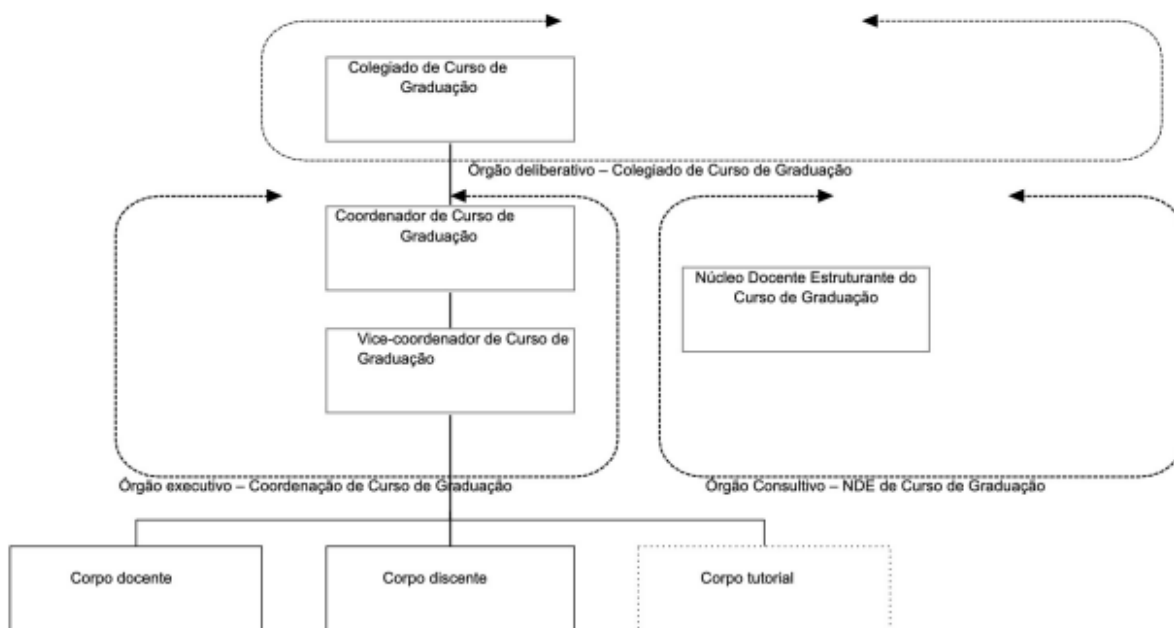 Colegiado de Curso de
Graduação
Órgão deliberativo – Colegiado de Curso de Graduação
Coordenador de Curso de
Graduação
Núcleo Docente Estruturante do
Curso de Graduação
Vice-coordenador de Curso de
Graduação
Órgão executivo – Coordenação de Curso de Graduação
Órgão Consultivo – NDE de Curso de Graduação
Corpo docente
Corpo discente
Corpo tutorial